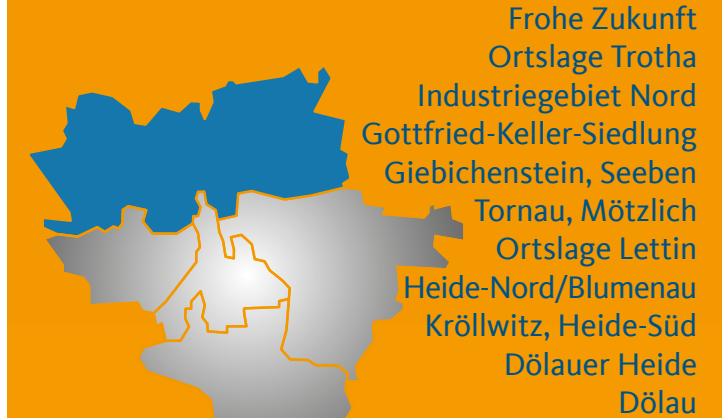 Frohe Zukunft
Ortslage Trotha
Industriegebiet Nord
Gottfried-Keller-Siedlung
Giebichenstein, Seeben
Tornau, Mötzlich
Ortslage Lettin
Heide-Nord/Blumenau
Kröllwitz, Heide-Süd
Dölauer Heide
Dölau